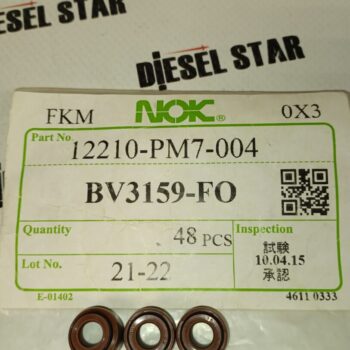 DIESEL STAR
DIESEL STAR
FKM NOK® 0X3
Part No. 12210-PM7-004
BV3159-FO
Quantity 48 PCS
Inspection
試験
10.04.15
承認
Lot No. 21-22
E-01402 4611 0333